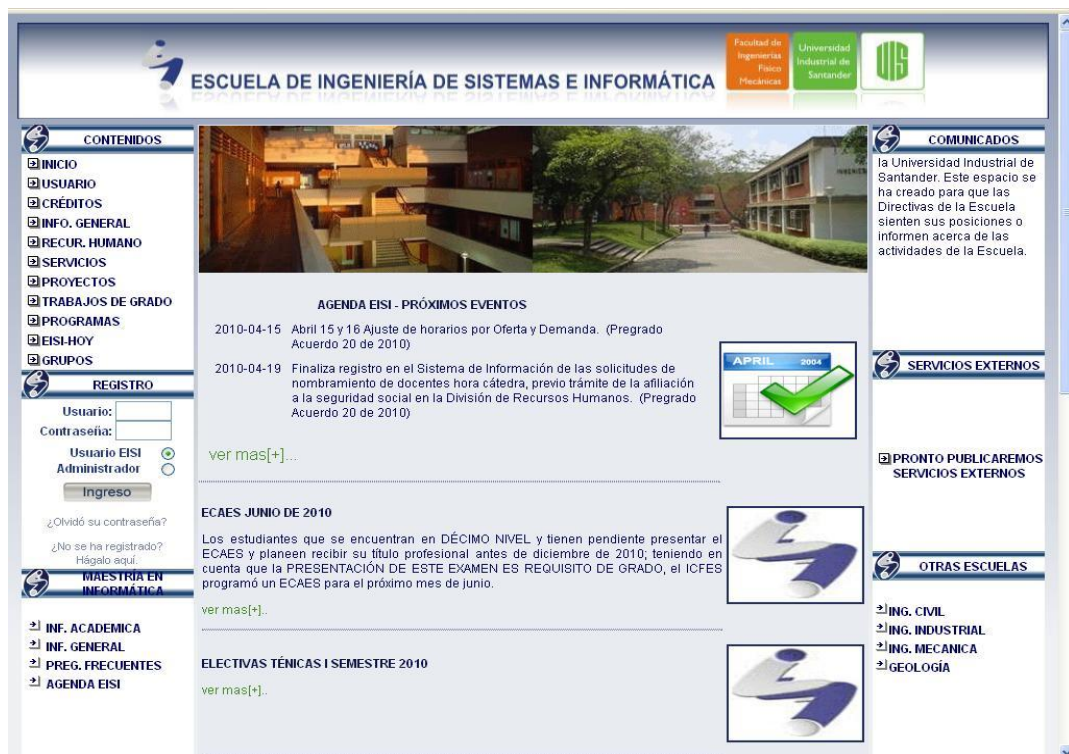 ESCUELA DE INGENIERÍA DE SISTEMAS E INFORMÁTICA
Facultad de
Ingenierías
Físico
Mecánicas
Universidad
Industrial de
Santander
UIS
CONTENIDOS
INICIO
USUARIO
CRÉDITOS
INFO. GENERAL
RECUR. HUMANO
SERVICIOS
PROYECTOS
TRABAJOS DE GRADO
PROGRAMAS
EISI-HOY
GRUPOS
REGISTRO
Usuario:
Contraseña:
Usuario EISI
Administrador
Ingreso
¿Olvidó su contraseña?
¿No se ha registrado?
Hágalo aquí.
MAESTRÍA EN
INFORMÁTICA
INF. ACADEMICA
INF. GENERAL
PREG. FRECUENTES
AGENDA EISI
AGENDA EISI - PRÓXIMOS EVENTOS
2010-04-15 Abril 15 y 16 Ajuste de horarios por Oferta y Demanda. (Pregrado
Acuerdo 20 de 2010)
2010-04-19 Finaliza registro en el Sistema de Información de las solicitudes de
nombramiento de docentes hora cátedra, previo trámite de la afiliación
a la seguridad social en la División de Recursos Humanos. (Pregrado
Acuerdo 20 de 2010)
APRIL 2004
ver mas[+]...
ECAES JUNIO DE 2010
Los estudiantes que se encuentran en DÉCIMO NIVEL y tienen pendiente presentar el
ECAES y planeen recibir su título profesional antes de diciembre de 2010; teniendo en
cuenta que la PRESENTACIÓN DE ESTE EXAMEN ES REQUISITO DE GRADO, el ICFES
programó un ECAES para el próximo mes de junio.
ver mas[+]..
ELECTIVAS TÉNICAS I SEMESTRE 2010
ver mas[+]..
COMUNICADOS
la Universidad Industrial de
Santander. Este espacio se
ha creado para que las
Directivas de la Escuela
sienten sus posiciones o
informen acerca de las
actividades de la Escuela.
SERVICIOS EXTERNOS
PRONTO PUBLICAREMOS
SERVICIOS EXTERNOS
OTRAS ESCUELAS
ING. CIVIL
ING. INDUSTRIAL
ING. MECANICA
GEOLOGÍA